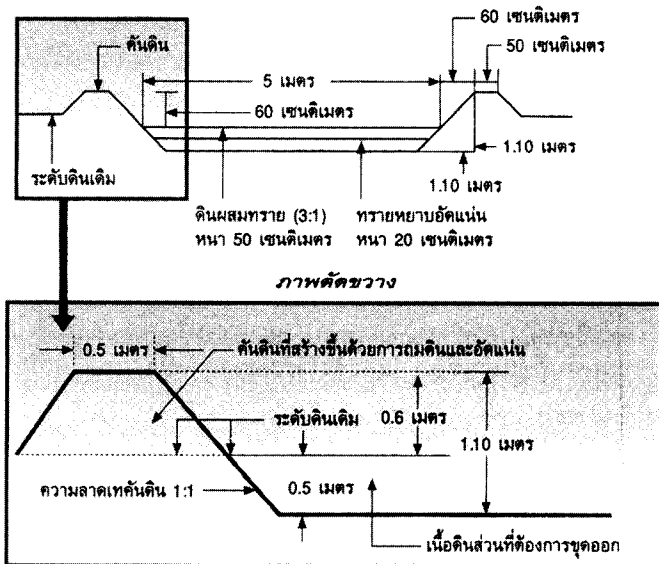 60 เซนติเมตร
คันดิน
50 เซนติเมตร
5 เมตร
60 เซนติเมตร
1.10 เมตร
ระดับดินเดิม
1.10 เมตร
ดินผสมทราย (3:1)
หนา 50 เซนติเมตร
ทรายหยาบอัดแน่น
หนา 20 เซนติเมตร
ภาพตัดขวาง
0.5 เมตร
คันดินที่สร้างขึ้นด้วยการถมดินและอัดแน่น
ระดับดินเดิม
0.6 เมตร
1.10 เมตร
ความลาดเทคันดิน 1:1
0.5 เมตร
เนื้อดินส่วนที่ต้องการขุดออก